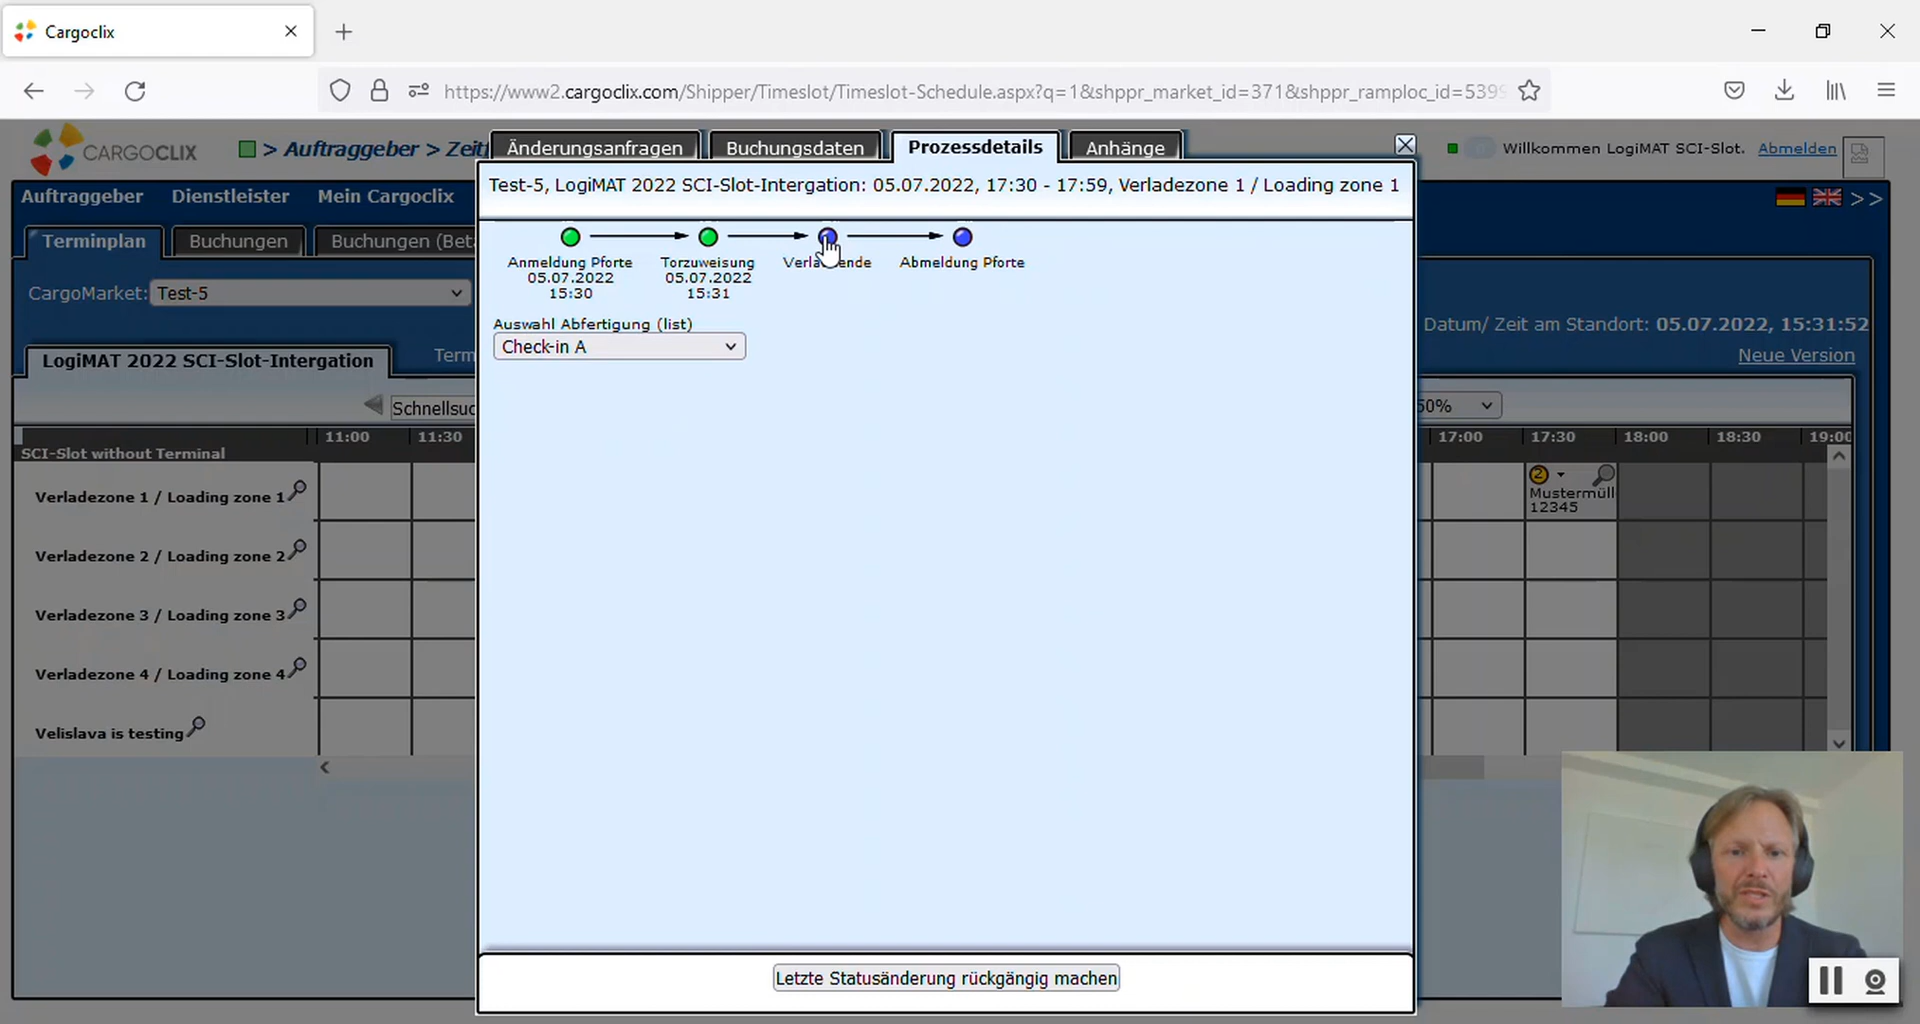 Cargoclix
https://www2.cargoclix.com/Shipper/Timeslot/Timeslot-Schedule.aspx?q=1&shppr_market_id=371&shppr_ramploc_id=5399
CARGOCLIX
> Auftraggeber > Zeitf
Änderungsanfragen
Buchungsdaten
Prozessdetails
Anhänge
Willkommen LogiMAT SCI-Slot.
Abmelden
Test-5, LogiMAT 2022 SCI-Slot-Intergation: 05.07.2022, 17:30 - 17:59, Verladezone 1 / Loading zone 1
Auftraggeber
Dienstleister
Mein Cargoclix
>>
Terminplan
Buchungen
Buchungen (Beta
Anmeldung Pforte
05.07.2022
15:30
Torzuweisung
05.07.2022
15:31
Abmeldung Pforte
CargoMarket:
Test-5
Auswahl Abfertigung (list)
Check-in A
Datum/ Zeit am Standort: 05.07.2022, 15:31:52
Neue Version
LogiMAT 2022 SCI-Slot-Intergation
Term
Schnellsuc
50%
11:00
11:30
17:00
17:30
18:00
18:30
19:00
SCI-Slot without Terminal
Verladezone 1 / Loading zone 1
2
Mustermüll
12345
Verladezone 2 / Loading zone 2
Verladezone 3 / Loading zone 3
Verladezone 4 / Loading zone 4
Velislava is testing
Letzte Statusänderung rückgängig machen